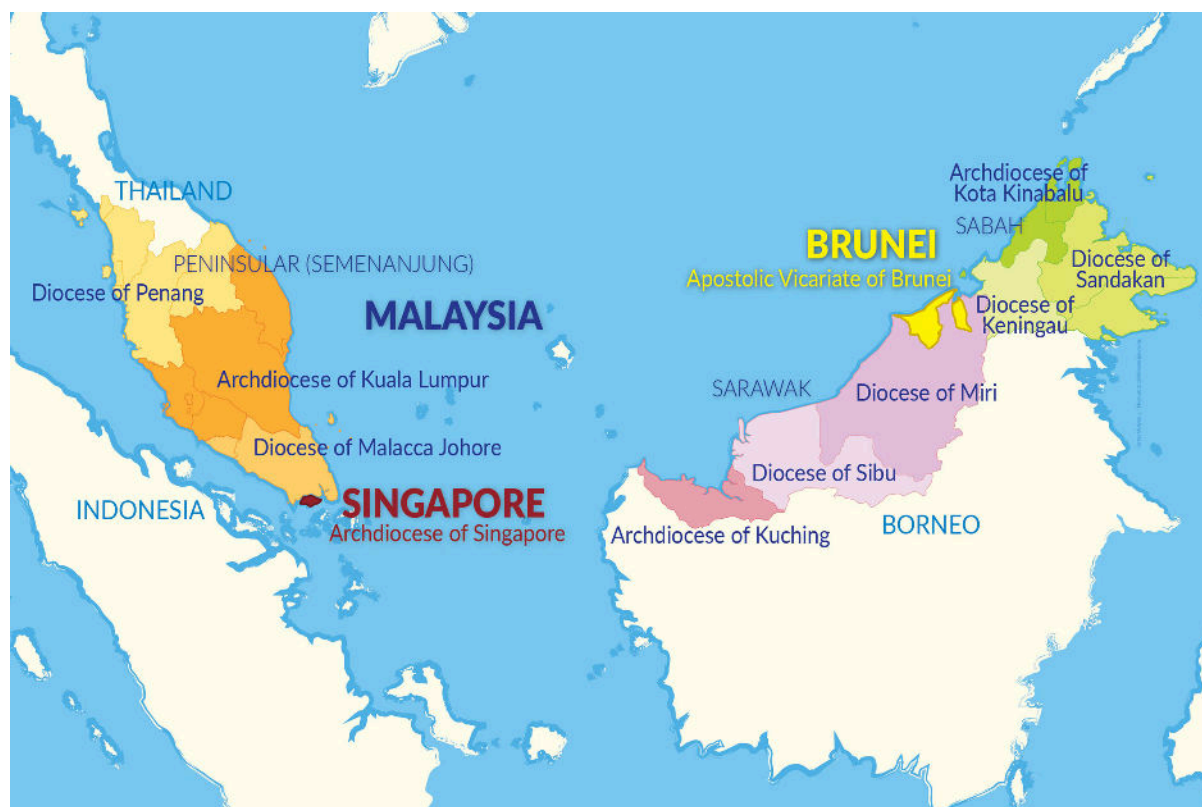 THAILAND
PENINSULAR (SEMENANJUNG)
Diocese of Penang
MALAYSIA
Archdiocese of Kuala Lumpur
Diocese of Malacca Johore
SINGAPORE
Archdiocese of Singapore
INDONESIA
Archdiocese of
Kota Kinabalu
SABAH
BRUNEI
Apostolic Vicariate of Brunei
Diocese of
Sandakan
Diocese of
Keningau
SARAWAK
Diocese of Miri
Diocese of Sibu
Archdiocese of Kuching
BORNEO